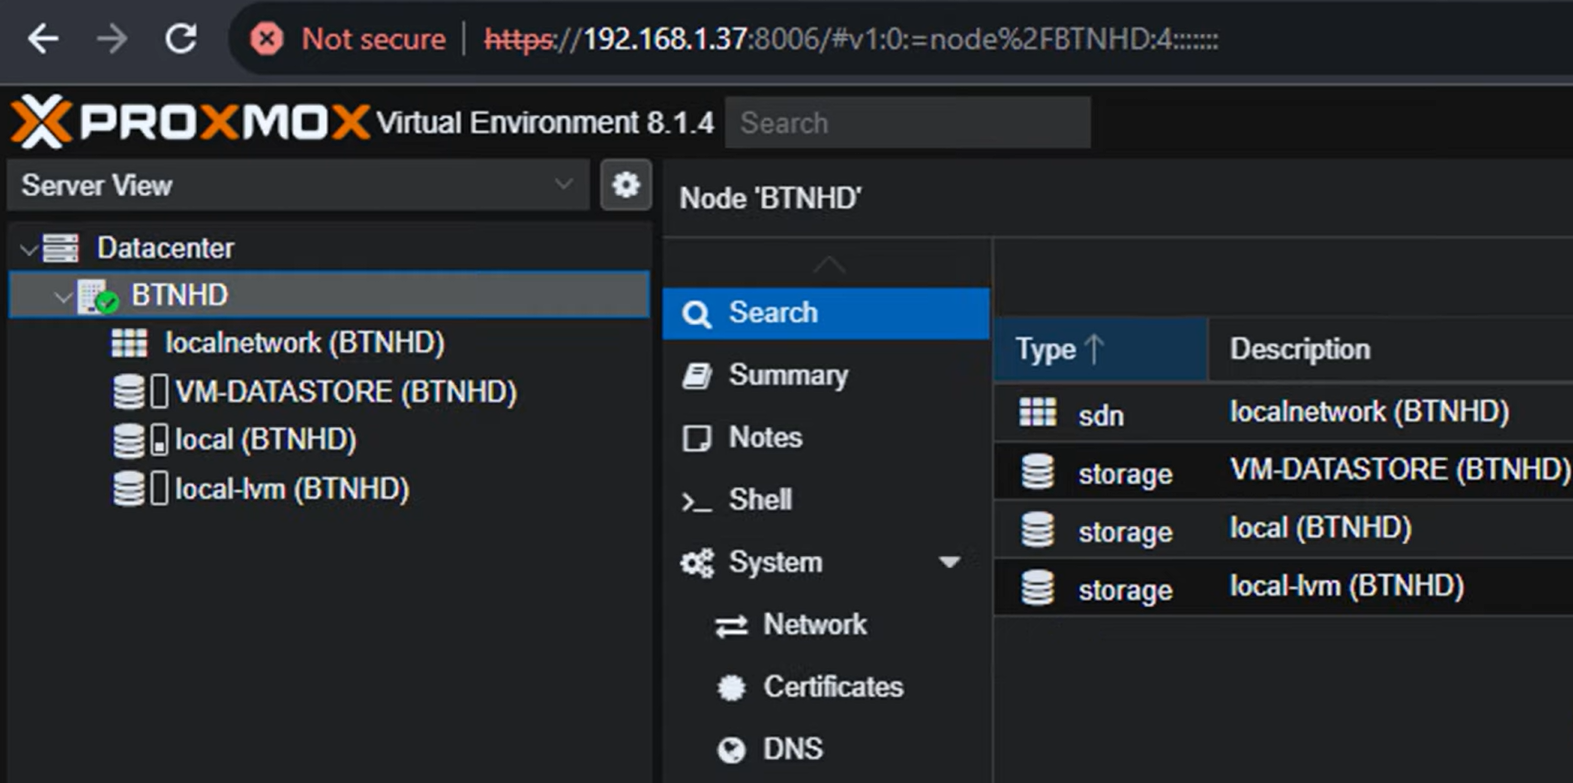 Not secure https://192.168.1.37:8006/#v1:0:=node%2FBTNHD:4:::::::
PROXMOX Virtual Environment 8.1.4 Search
Server View
Datacenter
BTNHD
localnetwork (BTNHD)
VM-DATASTORE (BTNHD)
local (BTNHD)
local-lvm (BTNHD)
Node 'BTNHD'
Search
Summary
Notes
Shell
System
Network
Certificates
DNS
Type Description
sdn localnetwork (BTNHD)
storage VM-DATASTORE (BTNHD)
storage local (BTNHD)
storage local-lvm (BTNHD)